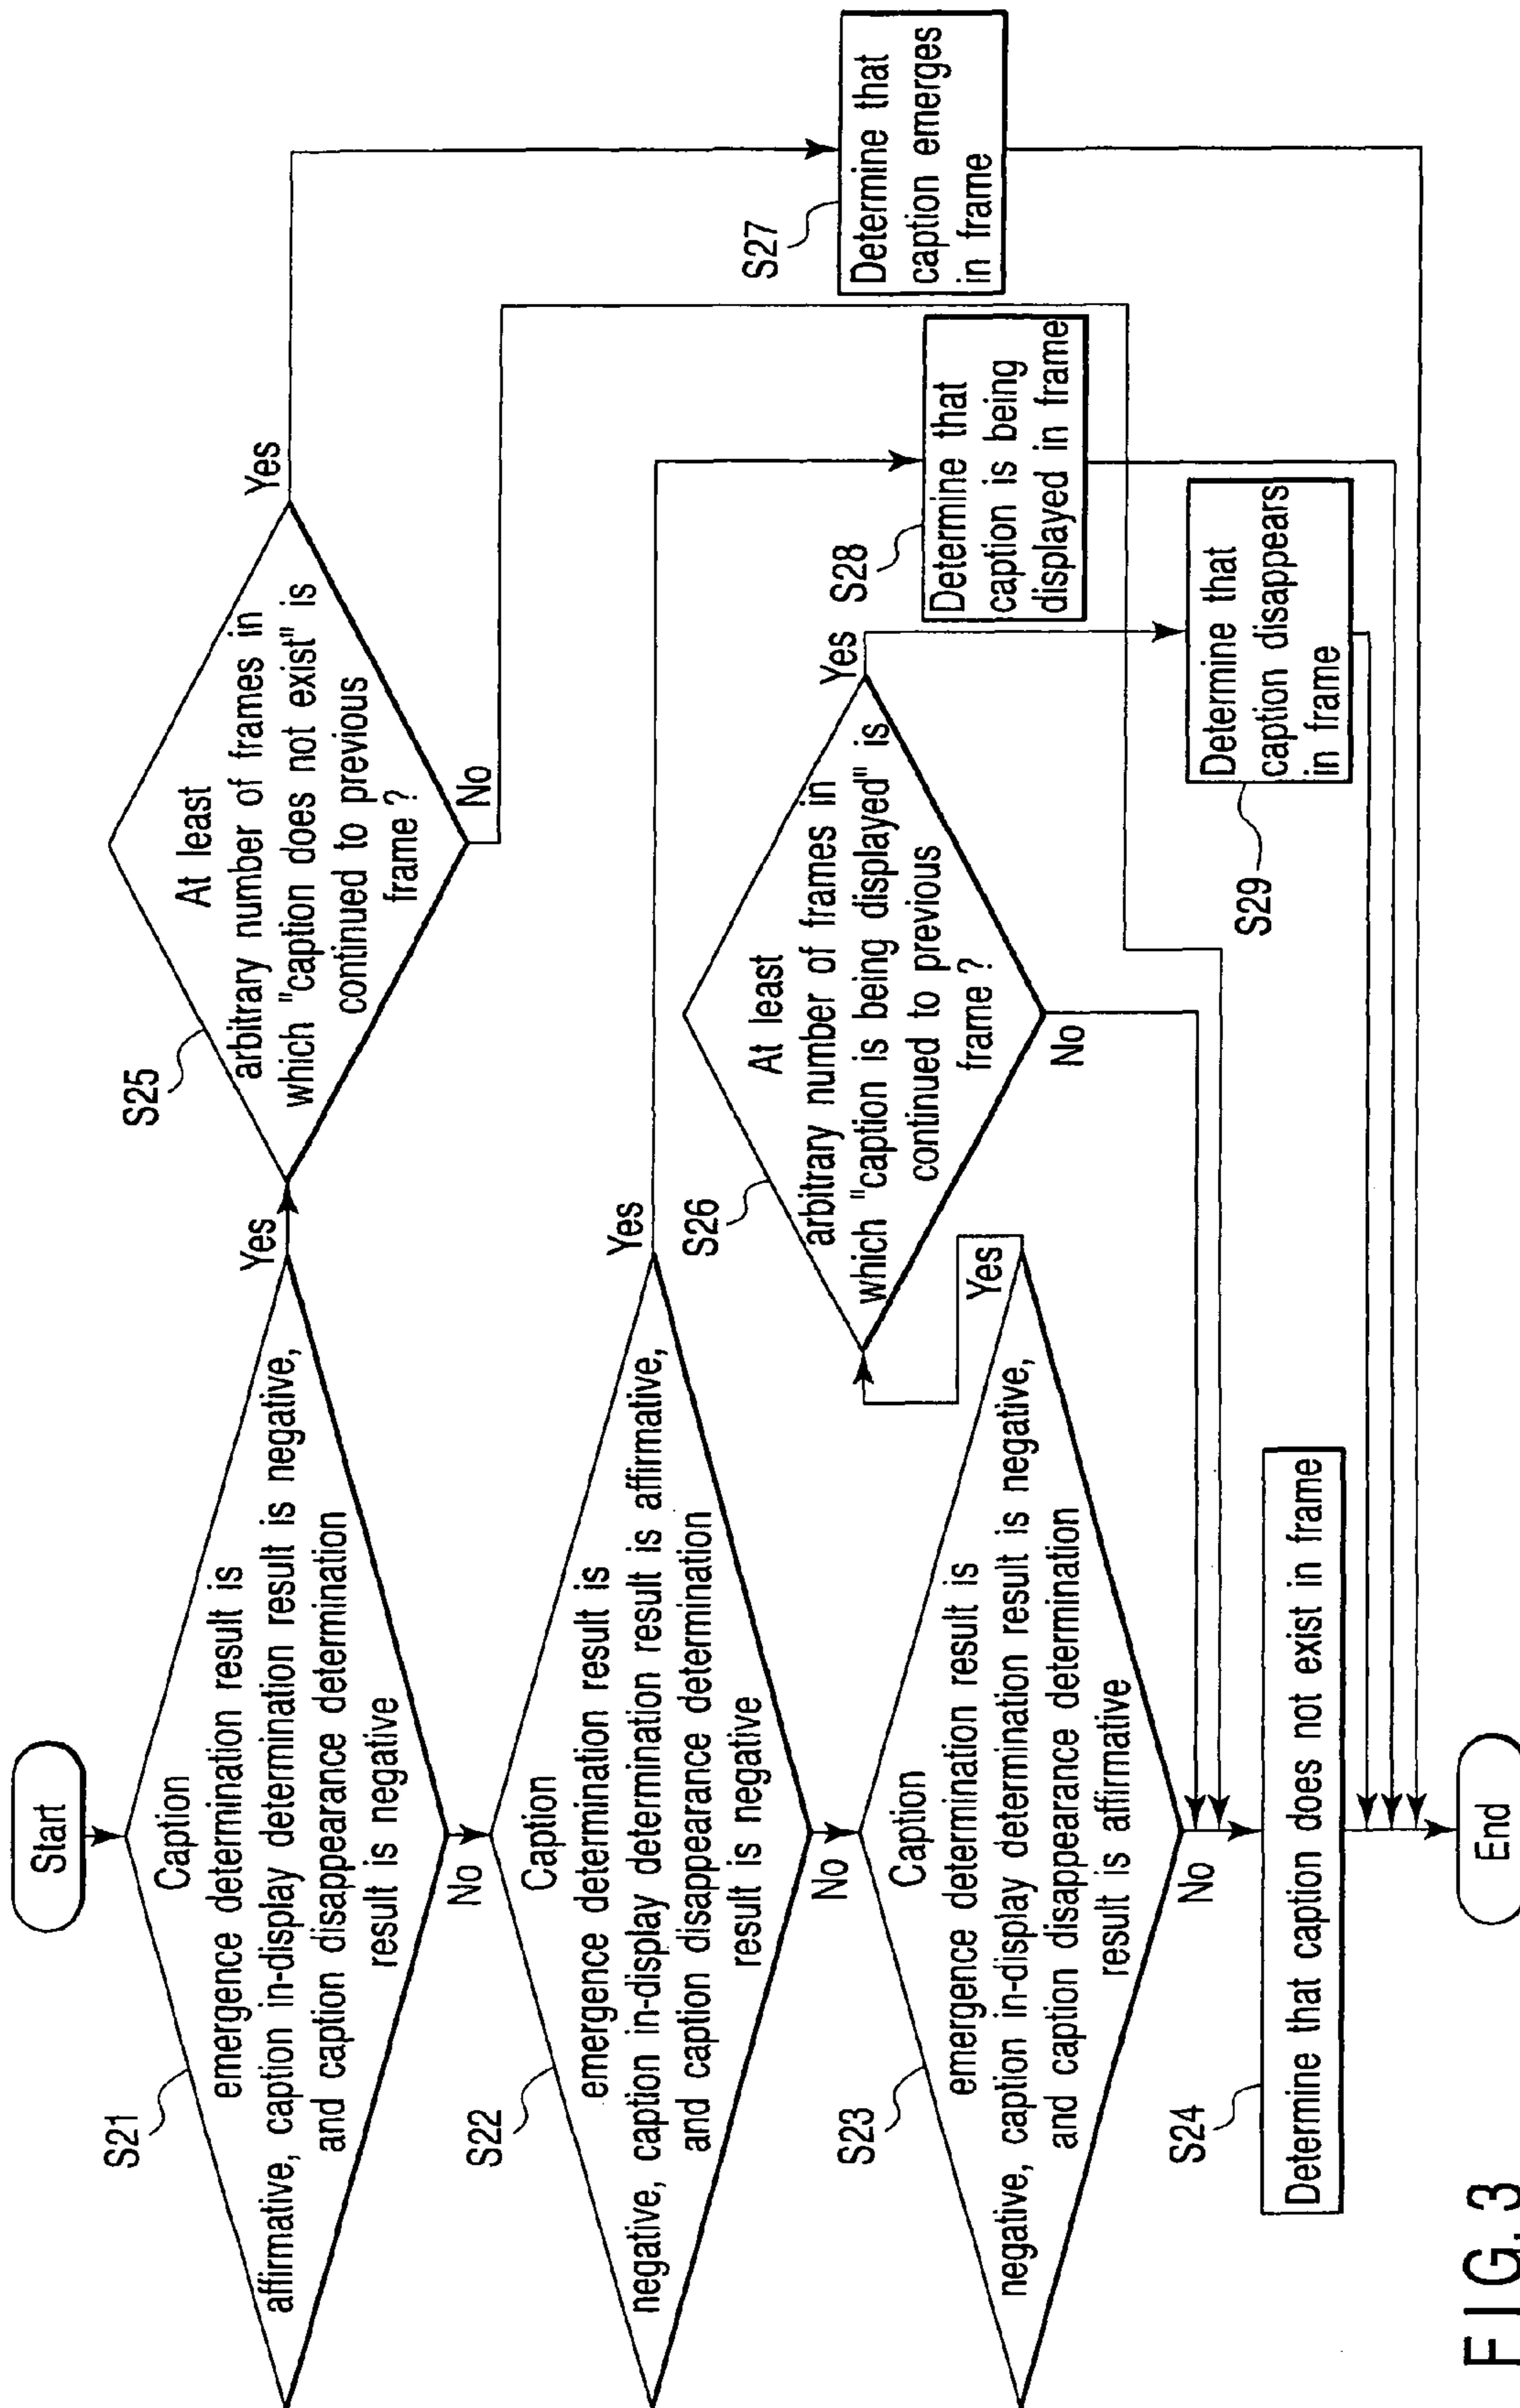 Start
S21
Caption
emergence determination result is
affirmative, caption in-display determination result is negative,
and caption disappearance determination
result is negative
Yes
No
S25
At least
arbitrary number of frames in
which "caption does not exist" is
continued to previous
frame ?
Yes
No
S22
Caption
emergence determination result is
negative, caption in-display determination result is affirmative,
and caption disappearance determination
result is negative
Yes
No
S26
At least
arbitrary number of frames in
which "caption is being displayed" is
continued to previous
frame ?
Yes
No
S23
Caption
emergence determination result is
negative, caption in-display determination result is negative,
and caption disappearance determination
result is affirmative
Yes
No
S27
Determine that
caption emerges
in frame
S28
Determine that
caption is being
displayed in frame
S29
Determine that
caption disappears
in frame
S24
Determine that caption does not exist in frame
End
FIG. 3